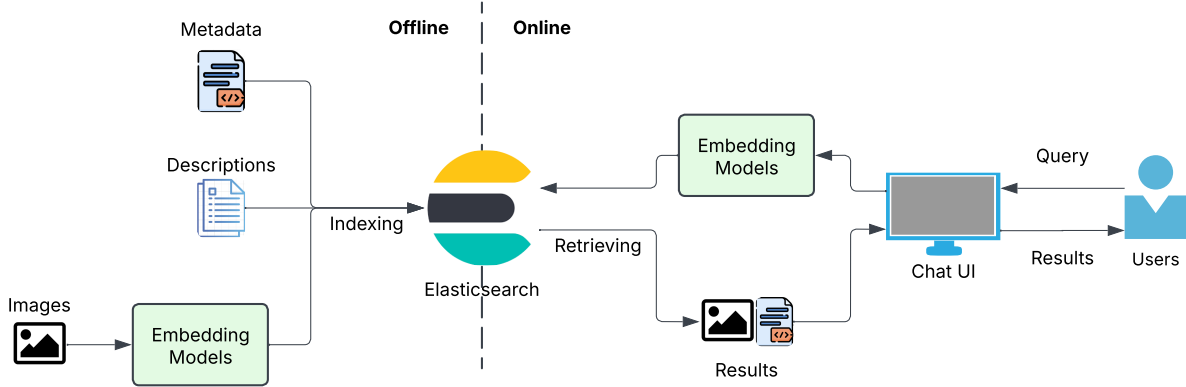 Offline
Online
Metadata
</>
Descriptions
Indexing
Images
Embedding
Models
Elasticsearch
Embedding
Models
Query
Retrieving
Chat UI
Results
Users
</>
Results